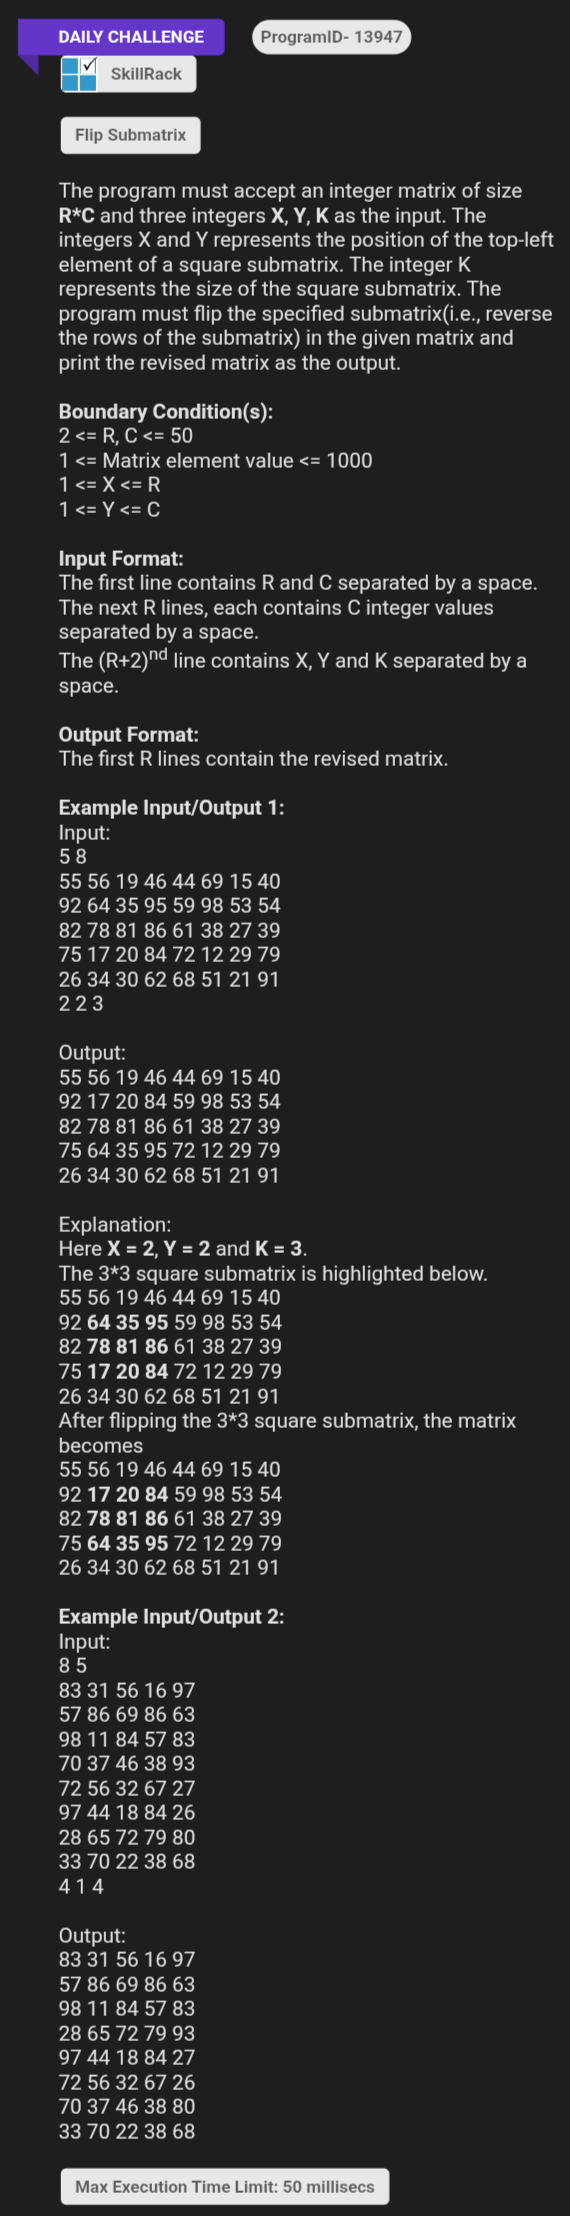 DAILY CHALLENGE
ProgramID- 13947
SkillRack
Flip Submatrix
The program must accept an integer matrix of size
R*C and three integers X, Y, K as the input. The
integers X and Y represents the position of the top-left
element of a square submatrix. The integer K
represents the size of the square submatrix. The
program must flip the specified submatrix(i.e., reverse
the rows of the submatrix) in the given matrix and
print the revised matrix as the output.
Boundary Condition(s):
2 <= R, C <= 50
1 <= Matrix element value <= 1000
1 <= X <= R
1 <= Y <= C
Input Format:
The first line contains R and C separated by a space.
The next R lines, each contains C integer values
separated by a space.
The (R+2)nd line contains X, Y and K separated by a
space.
Output Format:
The first R lines contain the revised matrix.
Example Input/Output 1:
Input:
5 8
55 56 19 46 44 69 15 40
92 64 35 95 59 98 53 54
82 78 81 86 61 38 27 39
75 17 20 84 72 12 29 79
26 34 30 62 68 51 21 91
2 2 3
Output:
55 56 19 46 44 69 15 40
92 17 20 84 59 98 53 54
82 78 81 86 61 38 27 39
75 64 35 95 72 12 29 79
26 34 30 62 68 51 21 91
Explanation:
Here X = 2, Y = 2 and K = 3.
The 3*3 square submatrix is highlighted below.
55 56 19 46 44 69 15 40
92 64 35 95 59 98 53 54
82 78 81 86 61 38 27 39
75 17 20 84 72 12 29 79
26 34 30 62 68 51 21 91
After flipping the 3*3 square submatrix, the matrix
becomes
55 56 19 46 44 69 15 40
92 17 20 84 59 98 53 54
82 78 81 86 61 38 27 39
75 64 35 95 72 12 29 79
26 34 30 62 68 51 21 91
Example Input/Output 2:
Input:
8 5
83 31 56 16 97
57 86 69 86 63
98 11 84 57 83
70 37 46 38 93
72 56 32 67 27
97 44 18 84 26
28 65 72 79 80
33 70 22 38 68
4 1 4
Output:
83 31 56 16 97
57 86 69 86 63
98 11 84 57 83
28 65 72 79 93
97 44 18 84 27
72 56 32 67 26
70 37 46 38 80
33 70 22 38 68
Max Execution Time Limit: 50 millisecs